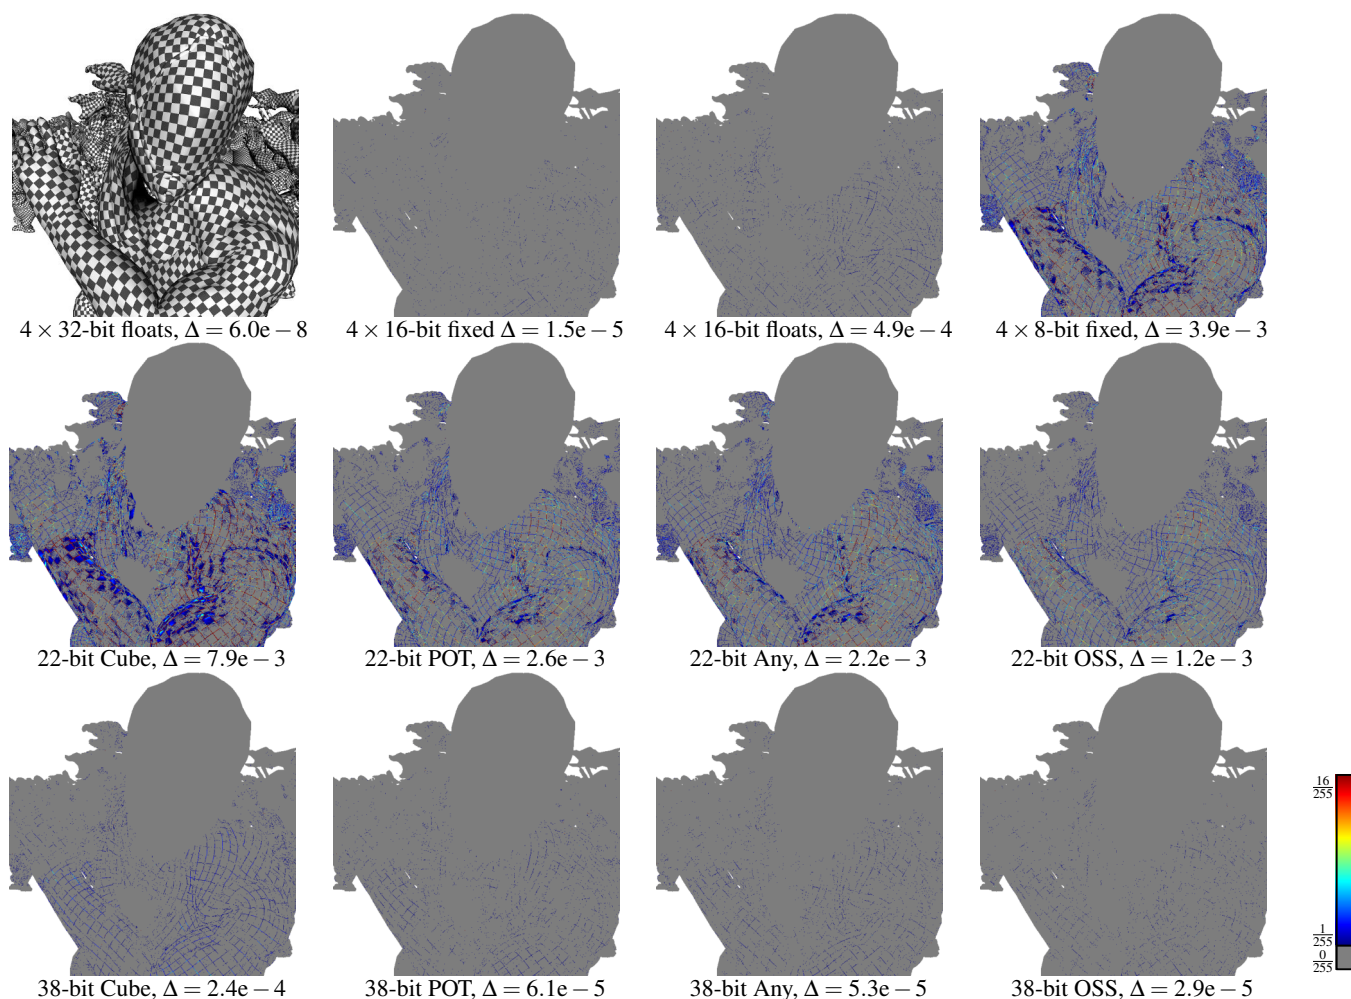 4 × 32-bit floats, Δ = 6.0e − 8
4 × 16-bit fixed Δ = 1.5e − 5
4 × 16-bit floats, Δ = 4.9e − 4
4 × 8-bit fixed, Δ = 3.9e − 3
22-bit Cube, Δ = 7.9e − 3
22-bit POT, Δ = 2.6e − 3
22-bit Any, Δ = 2.2e − 3
22-bit OSS, Δ = 1.2e − 3
16/255
1/255
0/255
38-bit Cube, Δ = 2.4e − 4
38-bit POT, Δ = 6.1e − 5
38-bit Any, Δ = 5.3e − 5
38-bit OSS, Δ = 2.9e − 5